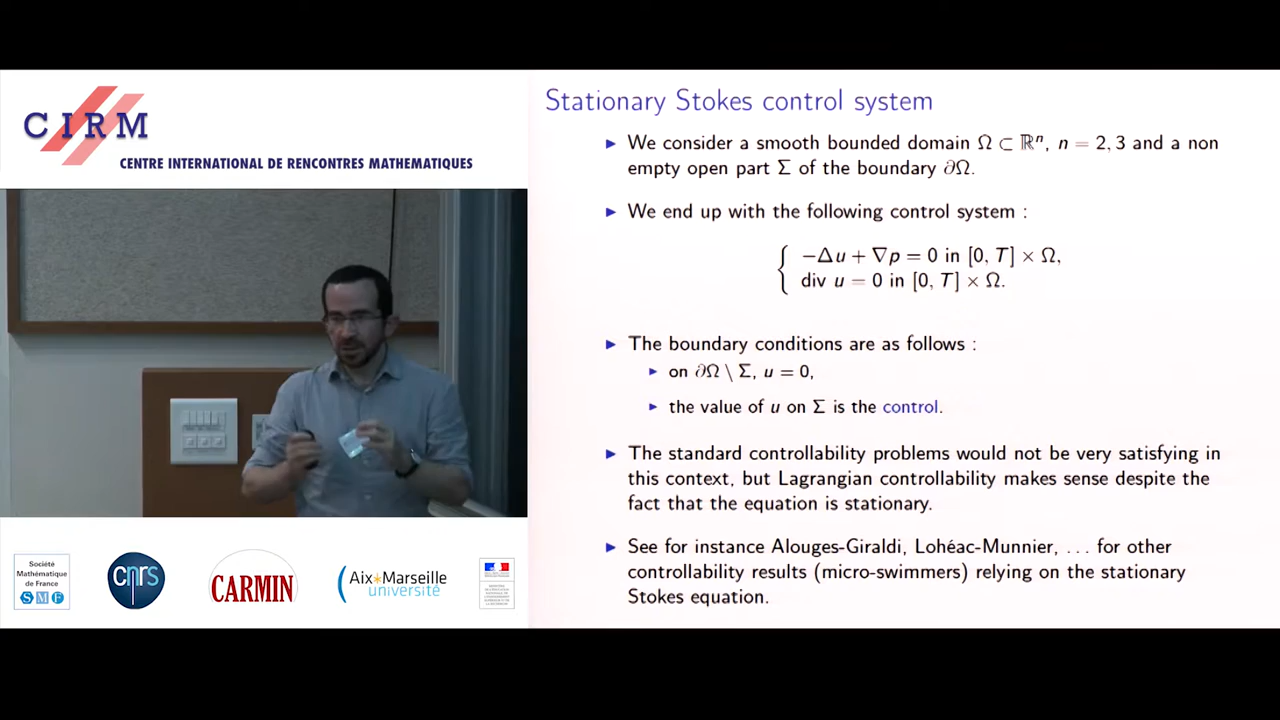 CIRM
CENTRE INTERNATIONAL DE RENCONTRES MATHEMATIQUES
Stationary Stokes control system
▶ We consider a smooth bounded domain Ω ⊂ ℝⁿ, n = 2, 3 and a non
empty open part Σ of the boundary ∂Ω.
▶ We end up with the following control system :
−Δu + ∇p = 0 in [0, T] × Ω,
div u = 0 in [0, T] × Ω.
▶ The boundary conditions are as follows :
▶ on ∂Ω \ Σ, u = 0,
▶ the value of u on Σ is the control.
▶ The standard controllability problems would not be very satisfying in
this context, but Lagrangian controllability makes sense despite the
fact that the equation is stationary.
▶ See for instance Alouges-Giraldi, Lohéac-Munnier, ... for other
controllability results (micro-swimmers) relying on the stationary
Stokes equation.
Société
Mathématique
de France
SMF
cnrs
CARMIN
Aix*Marseille
université